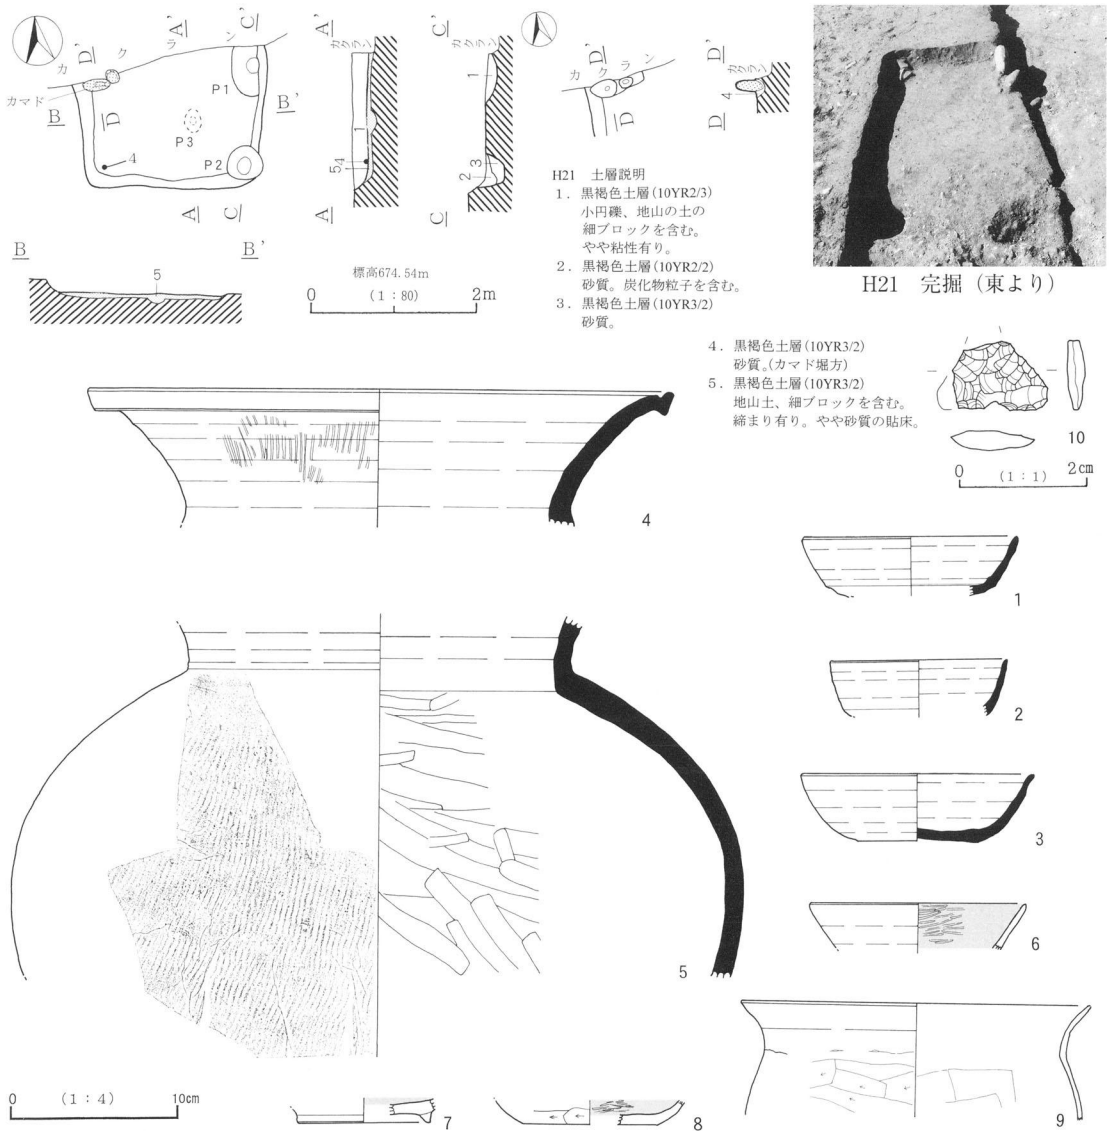 A'
C'
D'
カクラン
カマド
P1
B
B'
D
P3
4
P2
A
C
A'
カクラン
1
5 4
A
C'
カクラン
1
3
2
C
D'
カクラン
D
D'
カクラン
4
D
B
B'
5
標高674.54m
0 (1:80) 2m
H21 土層説明
1. 黒褐色土層(10YR2/3)
小円礫、地山の土の
細ブロックを含む。
やや粘性有り。
2. 黒褐色土層(10YR2/2)
砂質。炭化物粒子を含む。
3. 黒褐色土層(10YR3/2)
砂質。
H21 完掘(東より)
4. 黒褐色土層(10YR3/2)
砂質。(カマド堀方)
5. 黒褐色土層(10YR3/2)
地山土、細ブロックを含む。
締まり有り。やや砂質の貼床。
10
0 (1:1) 2cm
4
1
2
3
5
6
0 (1:4) 10cm
7
8
9